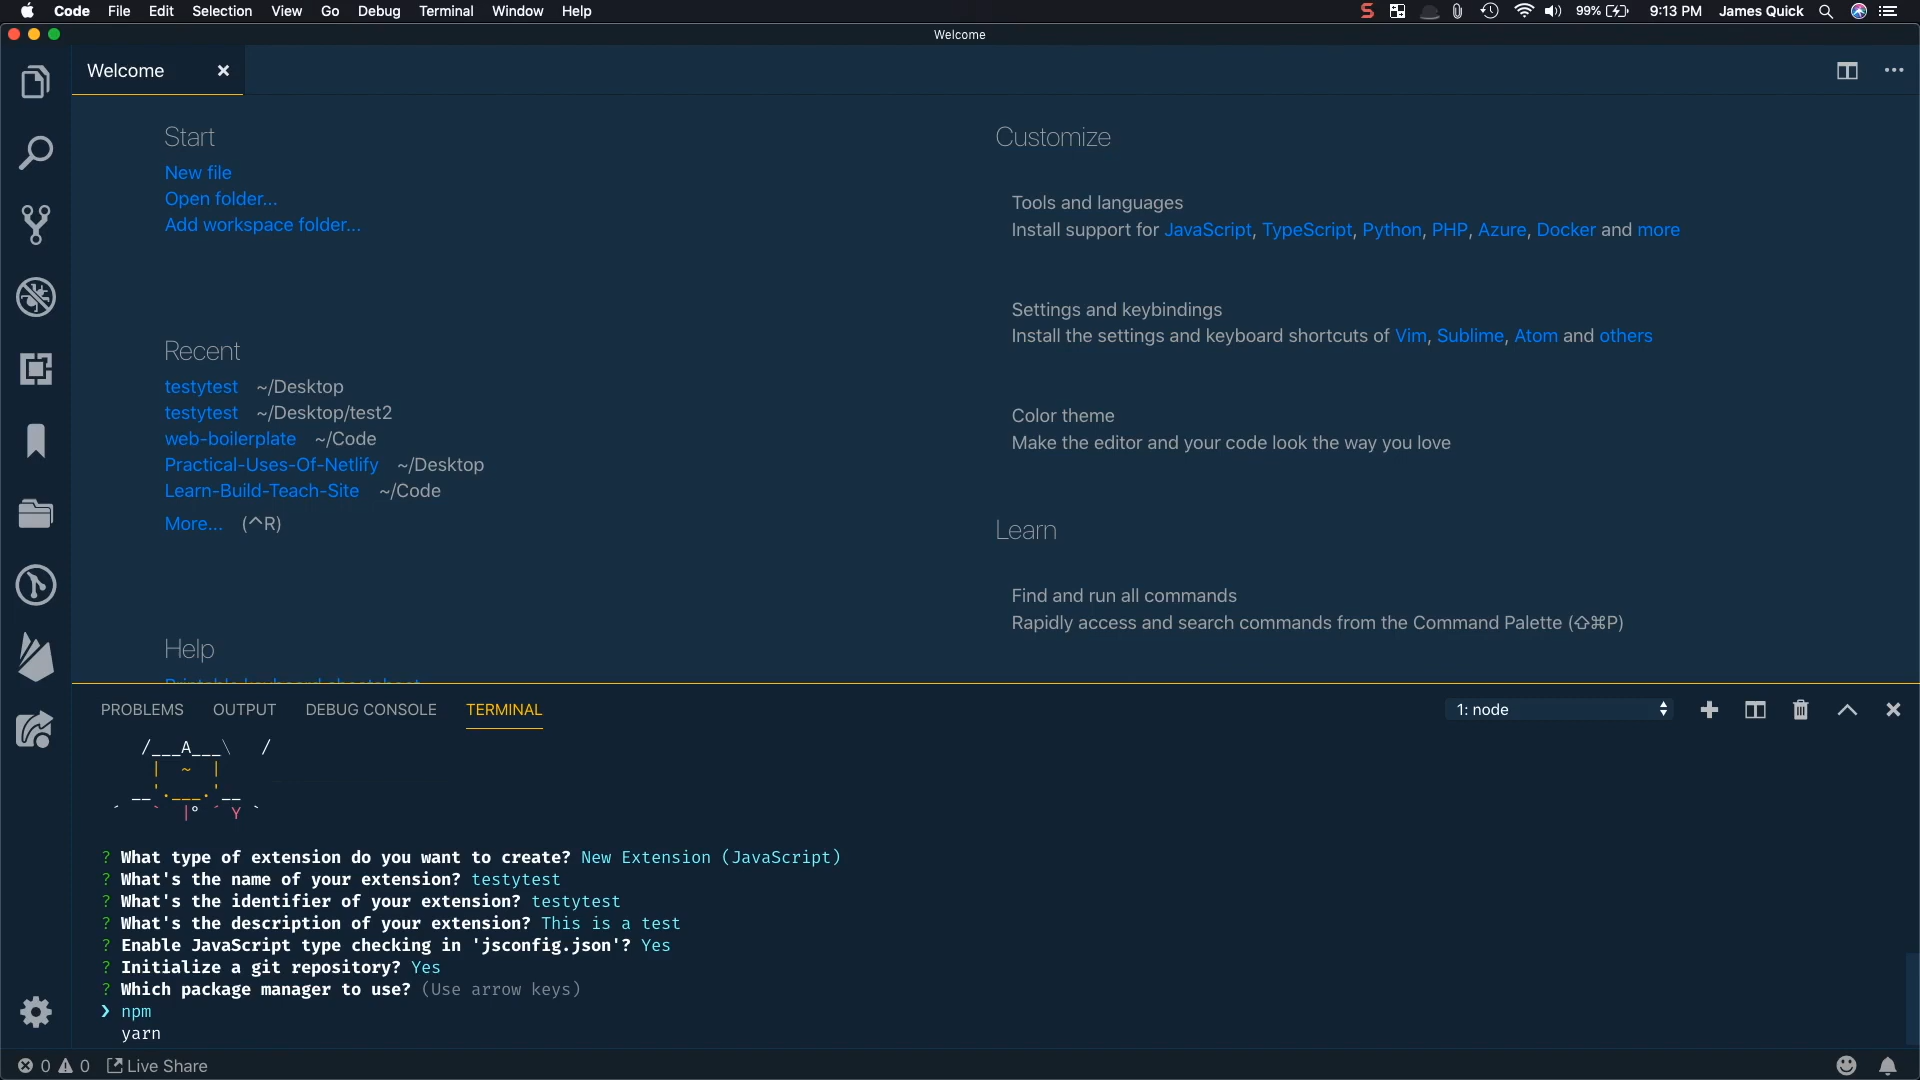 Code File Edit Selection View Go Debug Terminal Window Help 99% 9:13 PM James Quick
Welcome
Welcome
Start
New file
Open folder...
Add workspace folder...
Recent
testytest ~/Desktop
testytest ~/Desktop/test2
web-boilerplate ~/Code
Practical-Uses-Of-Netlify ~/Desktop
Learn-Build-Teach-Site ~/Code
More... (^R)
Help
Customize
Tools and languages
Install support for JavaScript, TypeScript, Python, PHP, Azure, Docker and more
Settings and keybindings
Install the settings and keyboard shortcuts of Vim, Sublime, Atom and others
Color theme
Make the editor and your code look the way you love
Learn
Find and run all commands
Rapidly access and search commands from the Command Palette (⇧⌘P)
PROBLEMS OUTPUT DEBUG CONSOLE TERMINAL 1: node
/___A___\   /
|  ~  |
__'.___.'__
´   `  |° ´ Y `
? What type of extension do you want to create? New Extension (JavaScript)
? What's the name of your extension? testytest
? What's the identifier of your extension? testytest
? What's the description of your extension? This is a test
? Enable JavaScript type checking in 'jsconfig.json'? Yes
? Initialize a git repository? Yes
? Which package manager to use? (Use arrow keys)
❯ npm
yarn
0 0 Live Share